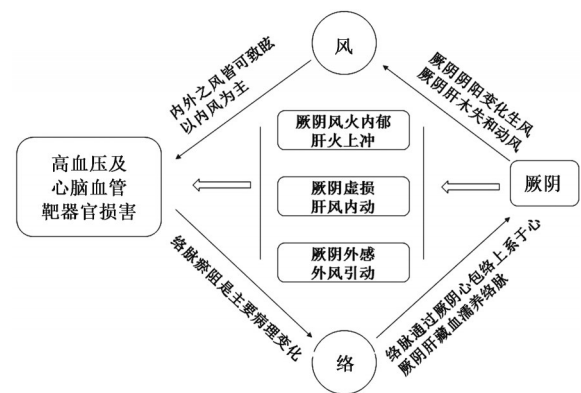 风
内外之风皆可致眩
以内风为主
厥阴阴阳变化生风
厥阴肝木失和动风
厥阴风火内郁
肝火上冲
高血压及
心脑血管
靶器官损害
厥阴虚损
肝风内动
厥阴
厥阴外感
外风引动
络脉瘀阻是主要病理变化
络脉通过厥阴心包络上系于心
厥阴肝藏血濡养络脉
络